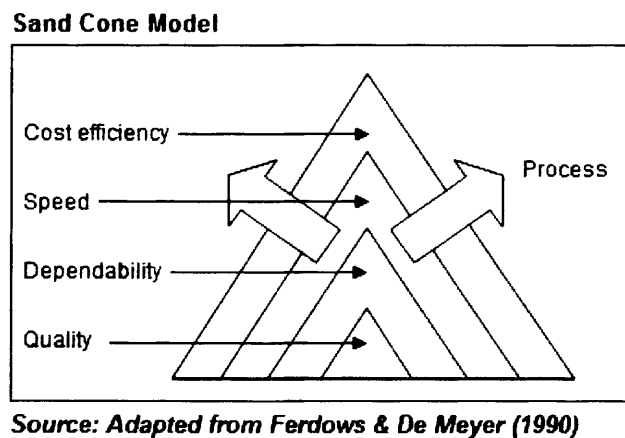 Sand Cone Model
Cost efficiency
Process
Speed
Dependability
Quality
Source: Adapted from Ferdows & De Meyer (1990)